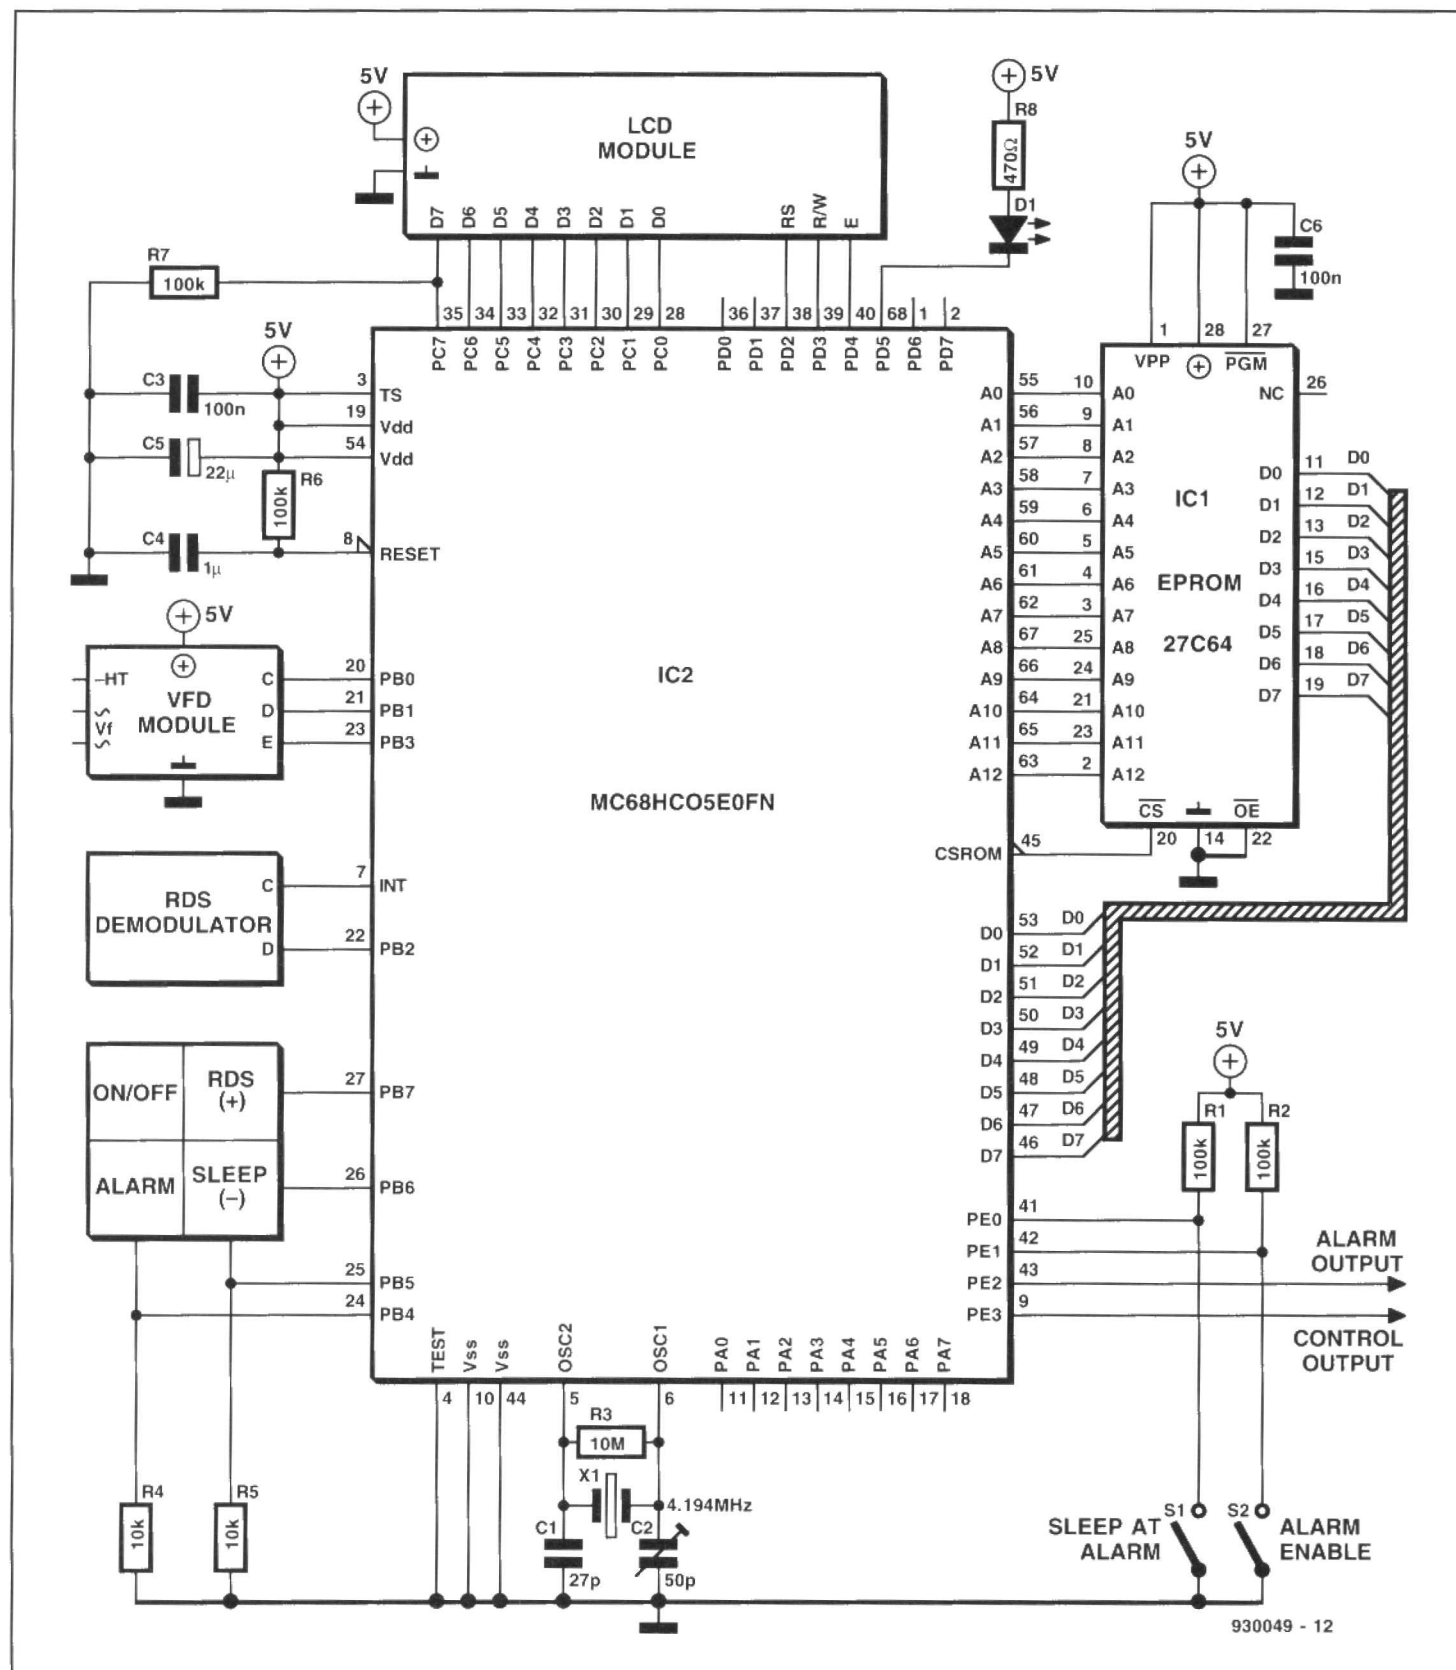 5V
LCD
MODULE
D7 D6 D5 D4 D3 D2 D1 D0 RS R/W E
5V
R8
470Ω
D1
5V
C6
100n
R7
100k
35 34 33 32 31 30 29 28 36 37 38 39 40 68 1 2
PC7 PC6 PC5 PC4 PC3 PC2 PC1 PC0 PD0 PD1 PD2 PD3 PD4 PD5 PD6 PD7
1 28 27
VPP PGM
5V
C3
100n
3 TS
19 Vdd
C5
22µ
54 Vdd
R6
100k
C4
1µ
8 RESET
A0 55 10 A0
A1 56 9 A1
A2 57 8 A2
A3 58 7 A3
A4 59 6 A4
A5 60 5 A5
A6 61 4 A6
A7 62 3 A7
A8 67 25 A8
A9 66 24 A9
A10 64 21 A10
A11 65 23 A11
A12 63 2 A12
NC 26
IC1
EPROM
27C64
D0 11 D0
D1 12 D1
D2 13 D2
D3 15 D3
D4 16 D4
D5 17 D5
D6 18 D6
D7 19 D7
CS OE
20 14 22
CSROM 45
5V
–HT
Vf
VFD
MODULE
C 20 PB0
D 21 PB1
E 23 PB3
IC2
MC68HCO5E0FN
RDS
DEMODULATOR
C 7 INT
D 22 PB2
D0 53 D0
D1 52 D1
D2 51 D2
D3 50 D3
D4 49 D4
D5 48 D5
D6 47 D6
D7 46 D7
ON/OFF
RDS
(+)
27 PB7
ALARM
SLEEP
(–)
26 PB6
25 PB5
24 PB4
5V
R1
100k
R2
100k
PE0 41
PE1 42
PE2 43
PE3 9
ALARM
OUTPUT
CONTROL
OUTPUT
TEST Vss Vss OSC2 OSC1 PA0 PA1 PA2 PA3 PA4 PA5 PA6 PA7
4 10 44 5 6 11 12 13 14 15 16 17 18
R3
10M
X1
4.194MHz
C1
27p
C2
50p
R4
10k
R5
10k
SLEEP AT
ALARM
S1
S2
ALARM
ENABLE
930049 - 12